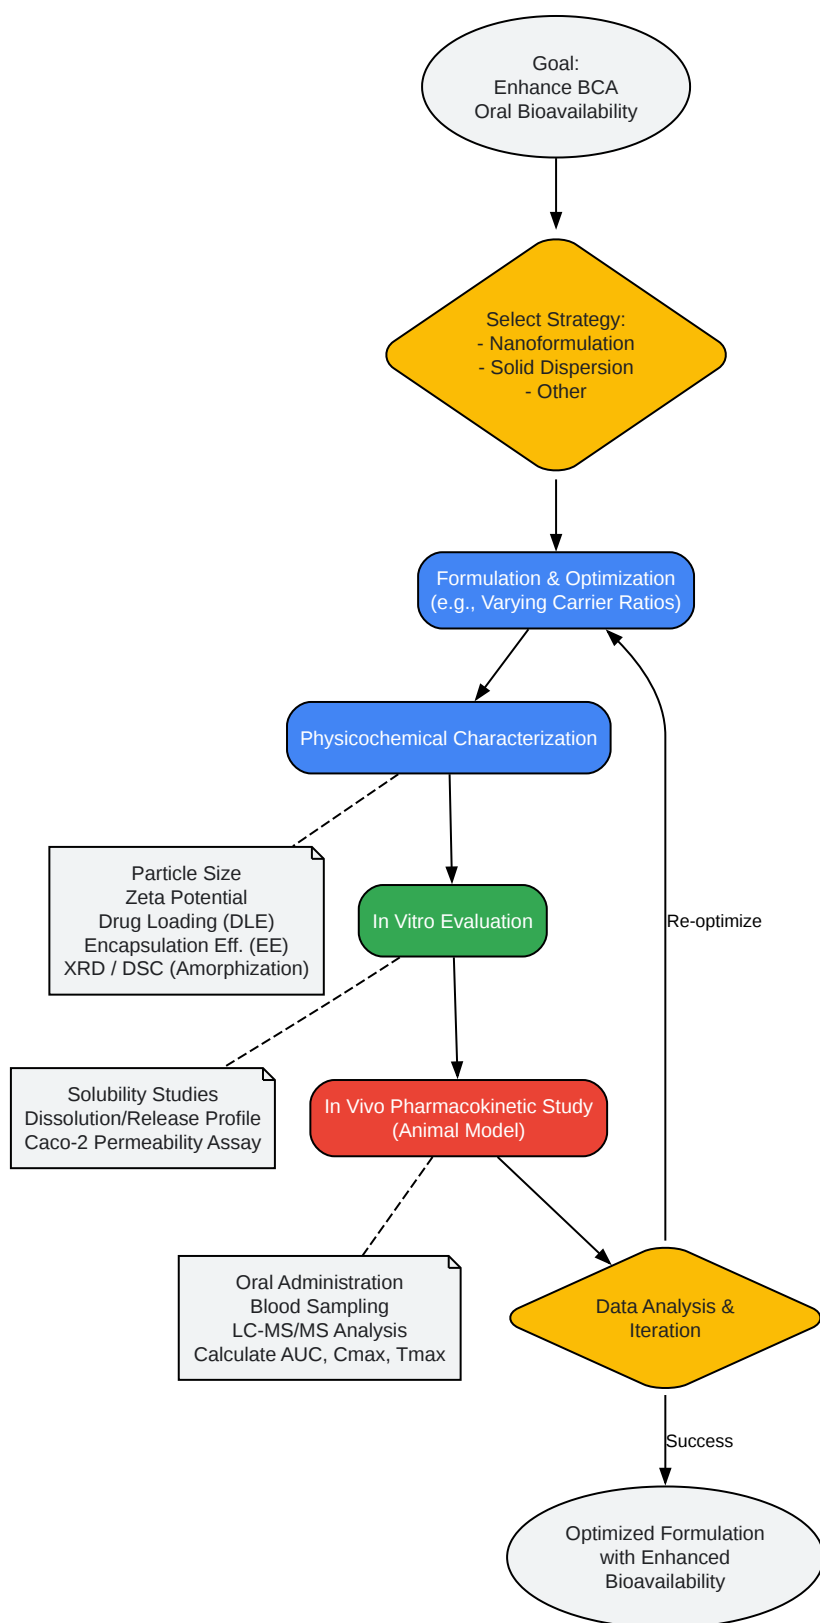 Goal:
Enhance BCA
Oral Bioavailability
Select Strategy:
- Nanoformulation
- Solid Dispersion
- Other
Formulation & Optimization
(e.g., Varying Carrier Ratios)
Physicochemical Characterization
Particle Size
Zeta Potential
Drug Loading (DLE)
Encapsulation Eff. (EE)
XRD / DSC (Amorphization)
In Vitro Evaluation
Re-optimize
Solubility Studies
Dissolution/Release Profile
Caco-2 Permeability Assay
In Vivo Pharmacokinetic Study
(Animal Model)
Oral Administration
Blood Sampling
LC-MS/MS Analysis
Calculate AUC, Cmax, Tmax
Data Analysis &
Iteration
Success
Optimized Formulation
with Enhanced
Bioavailability